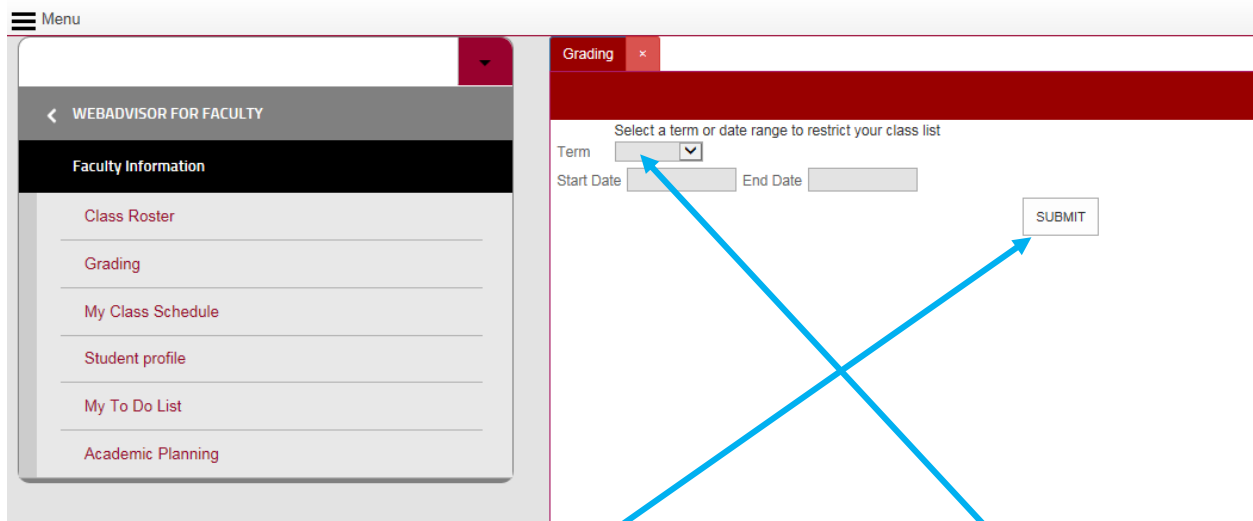 Menu
WEBADVISOR FOR FACULTY
Faculty Information
Class Roster
Grading
My Class Schedule
Student profile
My To Do List
Academic Planning
Grading ×
Select a term or date range to restrict your class list
Term
Start Date End Date
SUBMIT